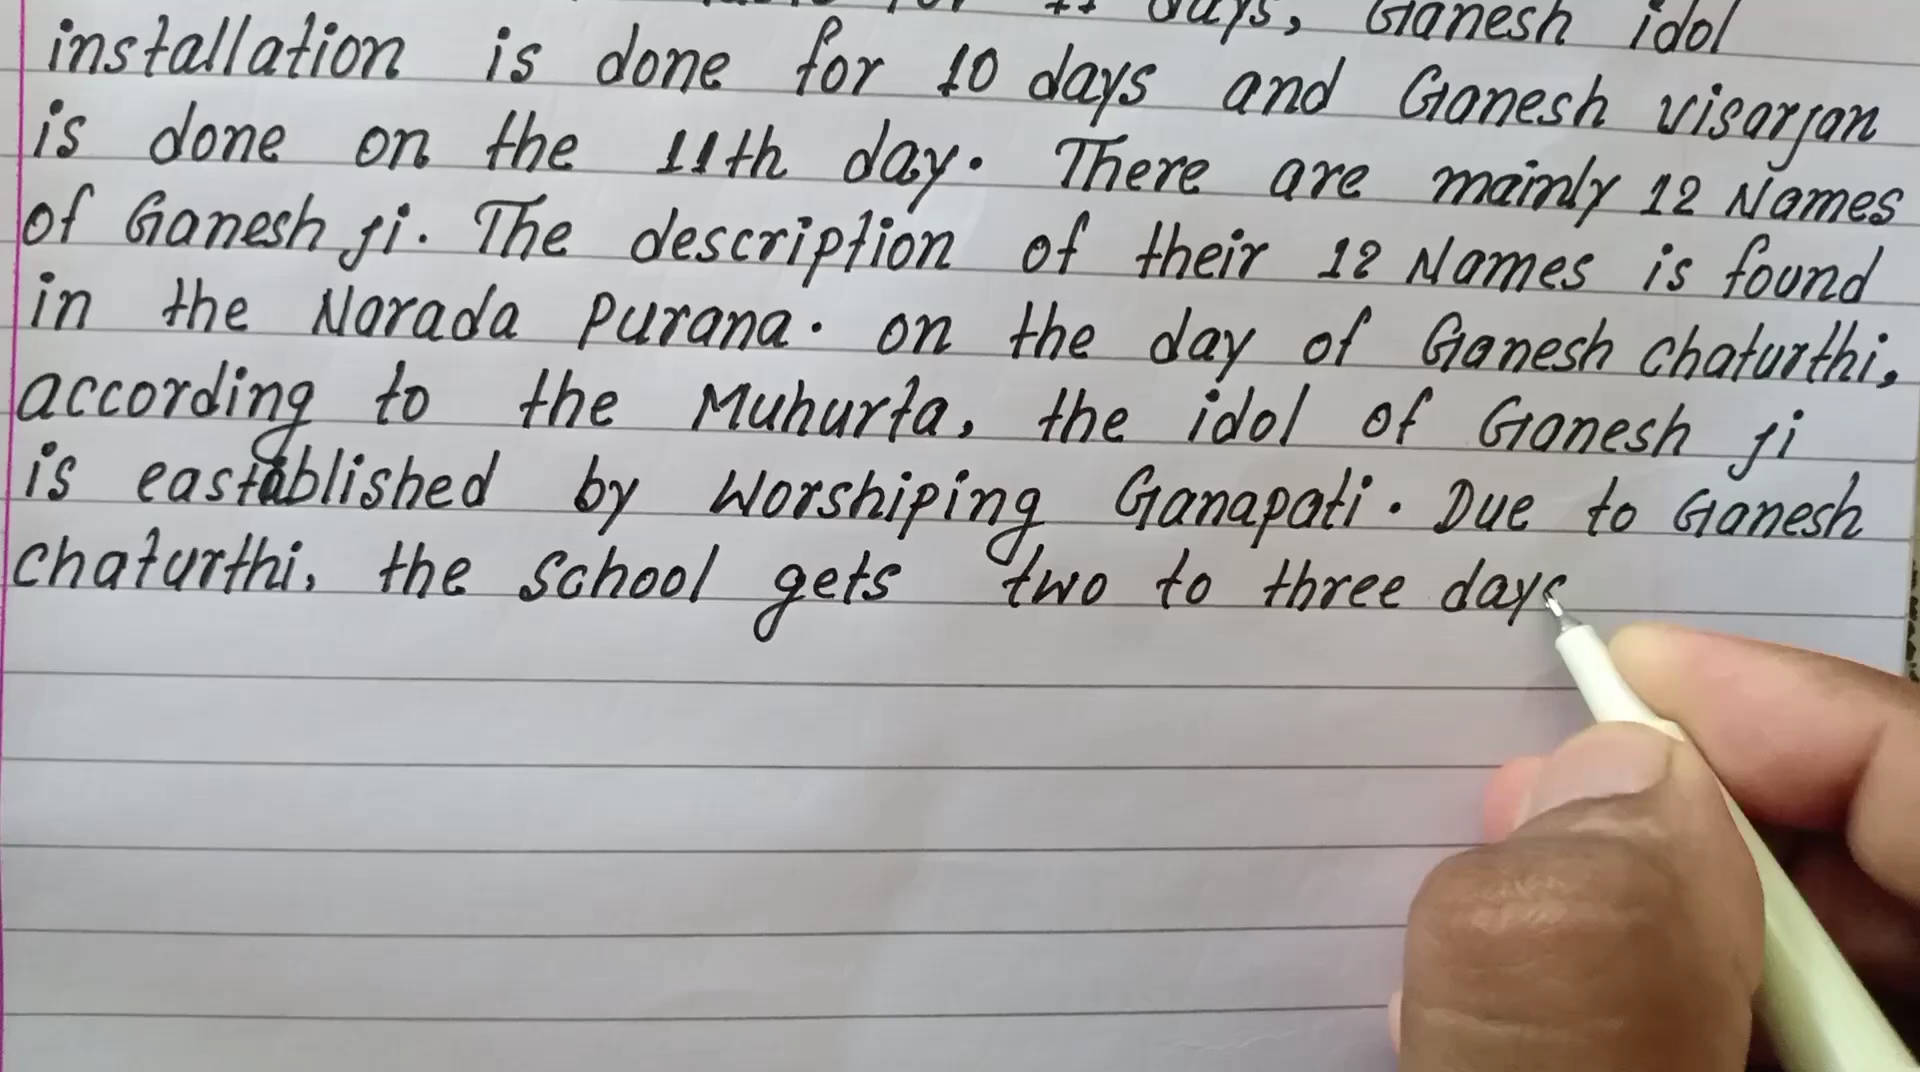 days, Ganesh idol
installation is done for 10 days and Ganesh visarjan
is done on the 11th day. There are mainly 12 Names
of Ganesh ji. The description of their 12 Names is found
in the Narada Purana. on the day of Ganesh Chaturthi,
according to the Muhurta, the idol of Ganesh ji
is eastablished by Worshiping Ganapati. Due to Ganesh
chaturthi, the School gets two to three days